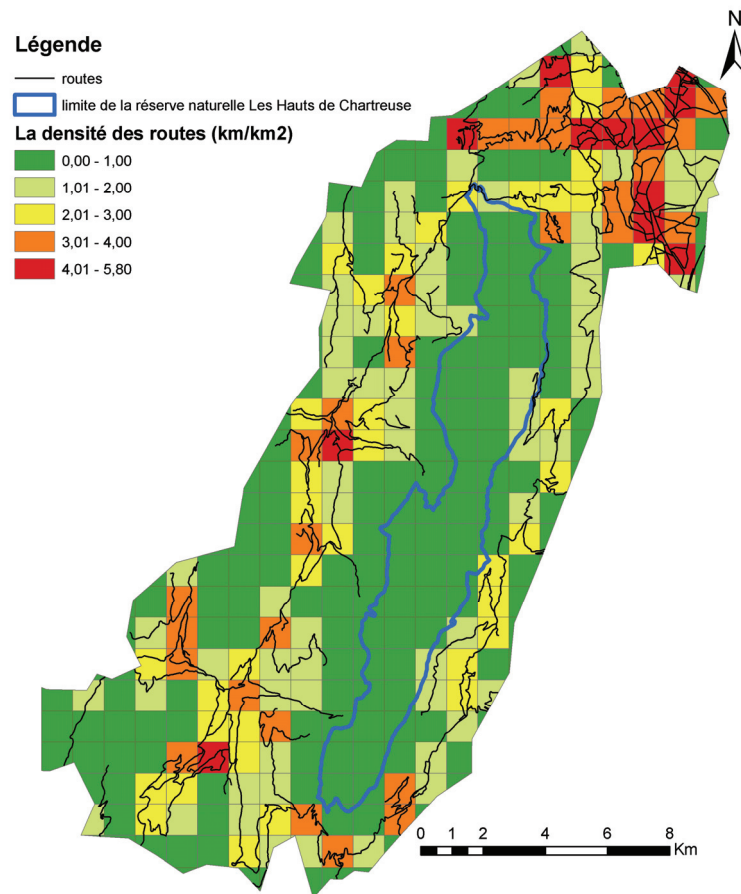 N
Légende
routes
limite de la réserve naturelle Les Hauts de Chartreuse
La densité des routes (km/km2)
0,00 - 1,00
1,01 - 2,00
2,01 - 3,00
3,01 - 4,00
4,01 - 5,80
0 1 2 4 6 8
Km